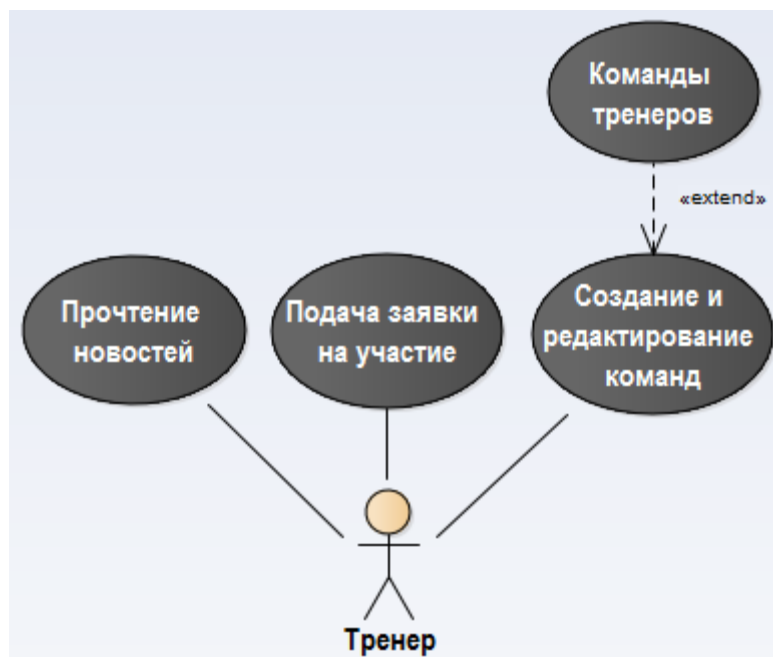 Команды
тренеров
«extend»
Прочтение
новостей
Подача заявки
на участие
Создание и
редактирование
команд
Тренер